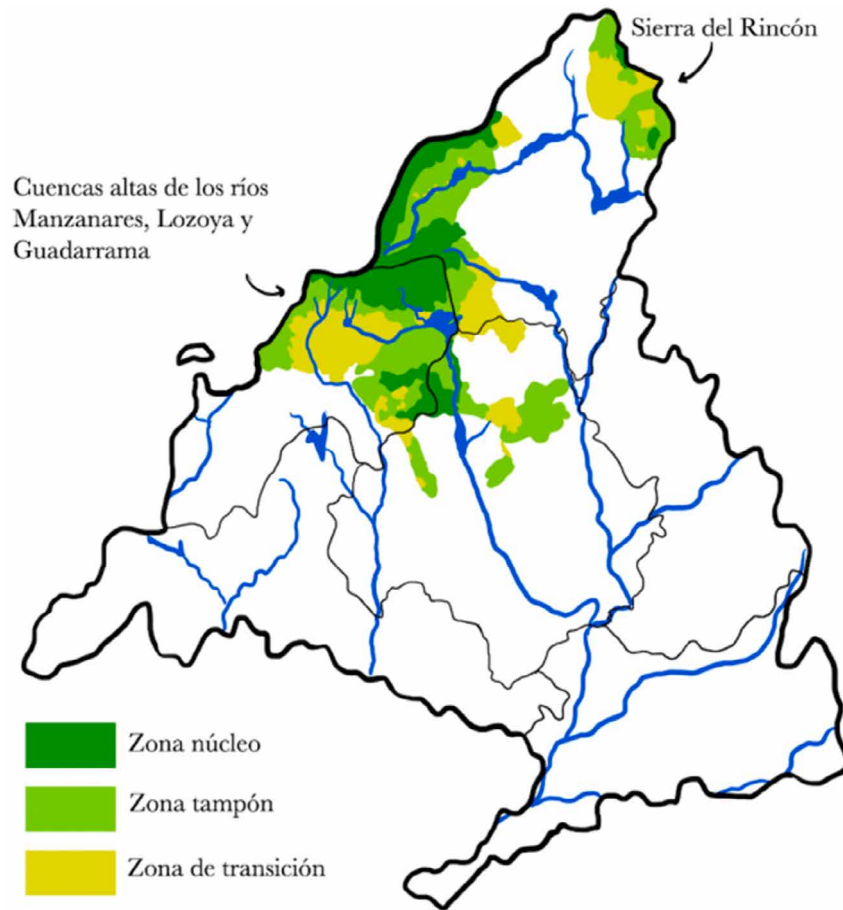 Sierra del Rincón
Cuencas altas de los ríos
Manzanares, Lozoya y
Guadarrama
Zona núcleo
Zona tampón
Zona de transición